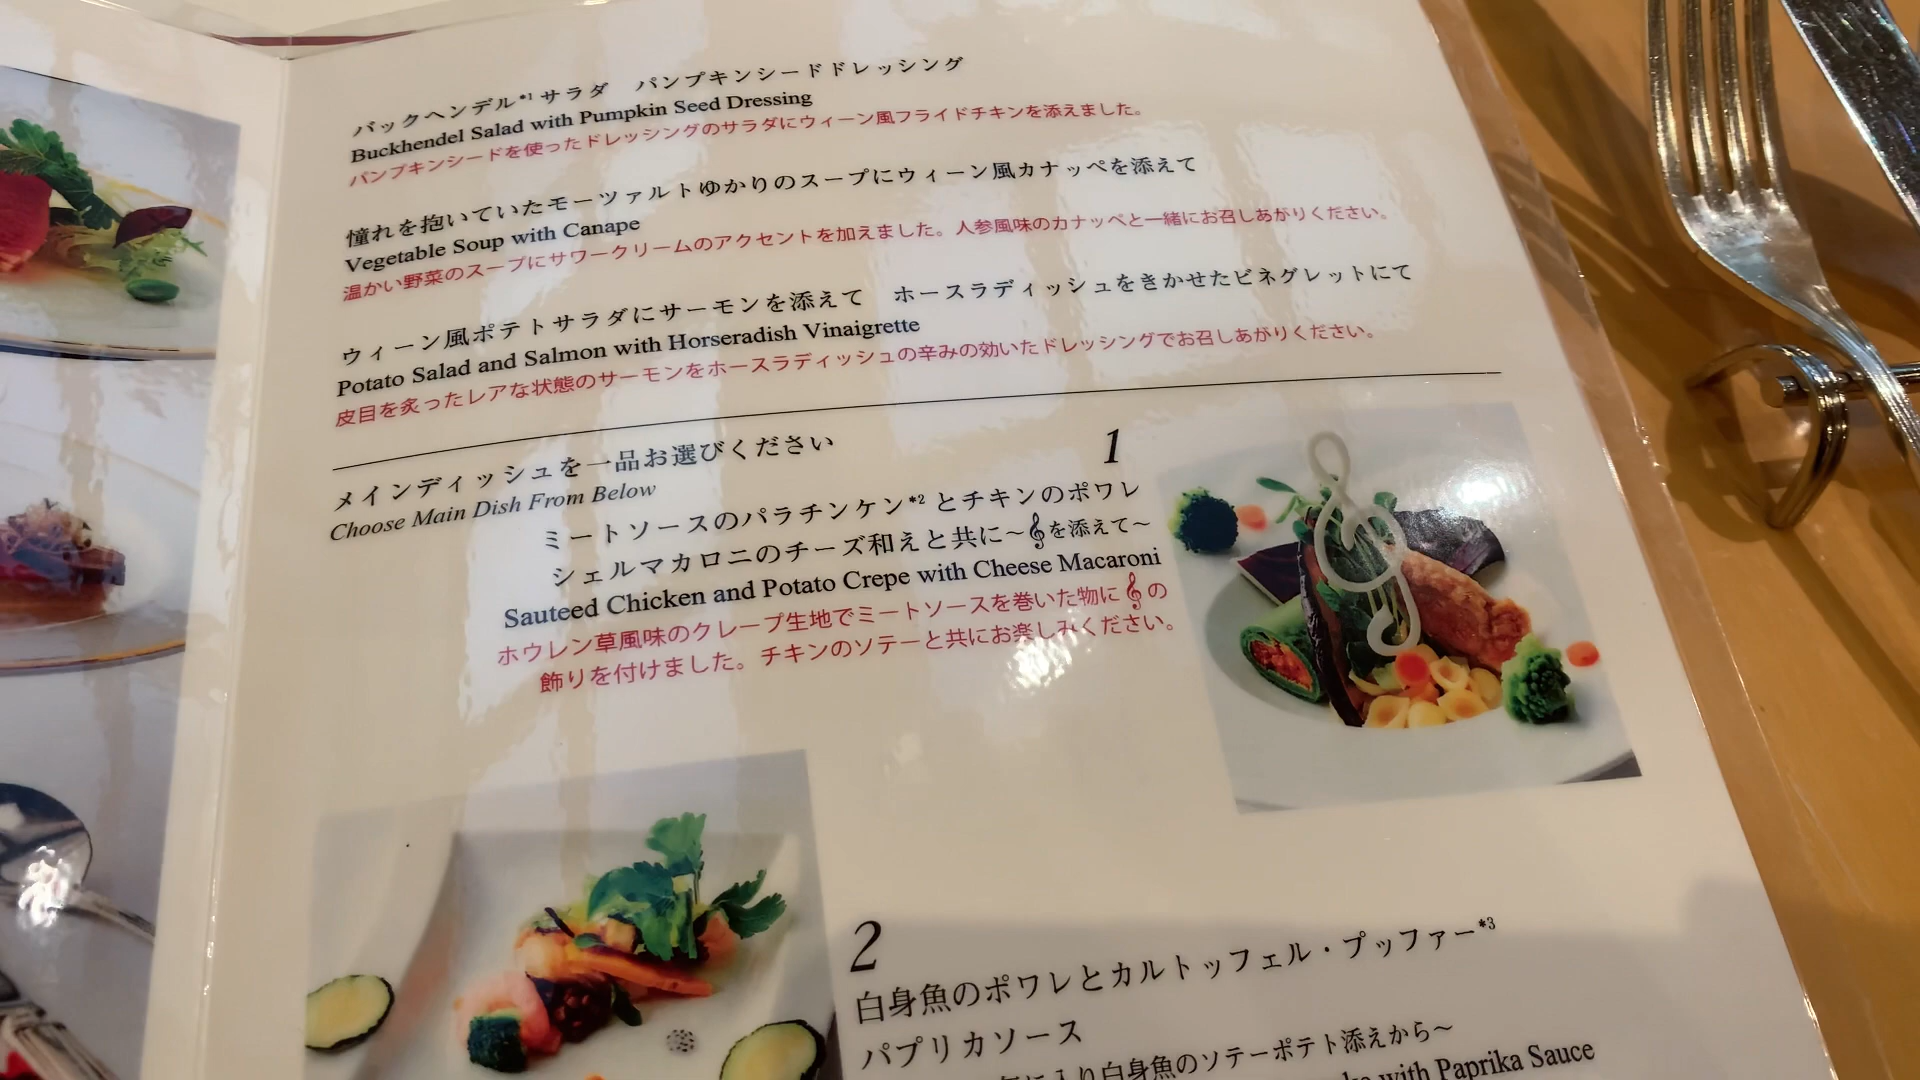 バックヘンデル*1サラダ　パンプキンシードドレッシング
Buckhendel Salad with Pumpkin Seed Dressing
パンプキンシードを使ったドレッシングのサラダにウィーン風フライドチキンを添えました。
憧れを抱いていたモーツァルトゆかりのスープにウィーン風カナッペを添えて
Vegetable Soup with Canape
温かい野菜のスープにサワークリームのアクセントを加えました。人参風味のカナッペと一緒にお召しあがりください。
ウィーン風ポテトサラダにサーモンを添えて　ホースラディッシュをきかせたビネグレットにて
Potato Salad and Salmon with Horseradish Vinaigrette
皮目を炙ったレアな状態のサーモンをホースラディッシュの辛みの効いたドレッシングでお召しあがりください。
メインディッシュを一品お選びください
Choose Main Dish From Below
1
ミートソースのパラチンケン*2とチキンのポワレ
シェルマカロニのチーズ和えと共に～𝄞を添えて～
Sauteed Chicken and Potato Crepe with Cheese Macaroni
ホウレン草風味のクレープ生地でミートソースを巻いた物に𝄞の
飾りを付けました。チキンのソテーと共にお楽しみください。
2
白身魚のポワレとカルトッフェル・プッファー*3
パプリカソース
に入り白身魚のソテーポテト添えから～
with Paprika Sauce